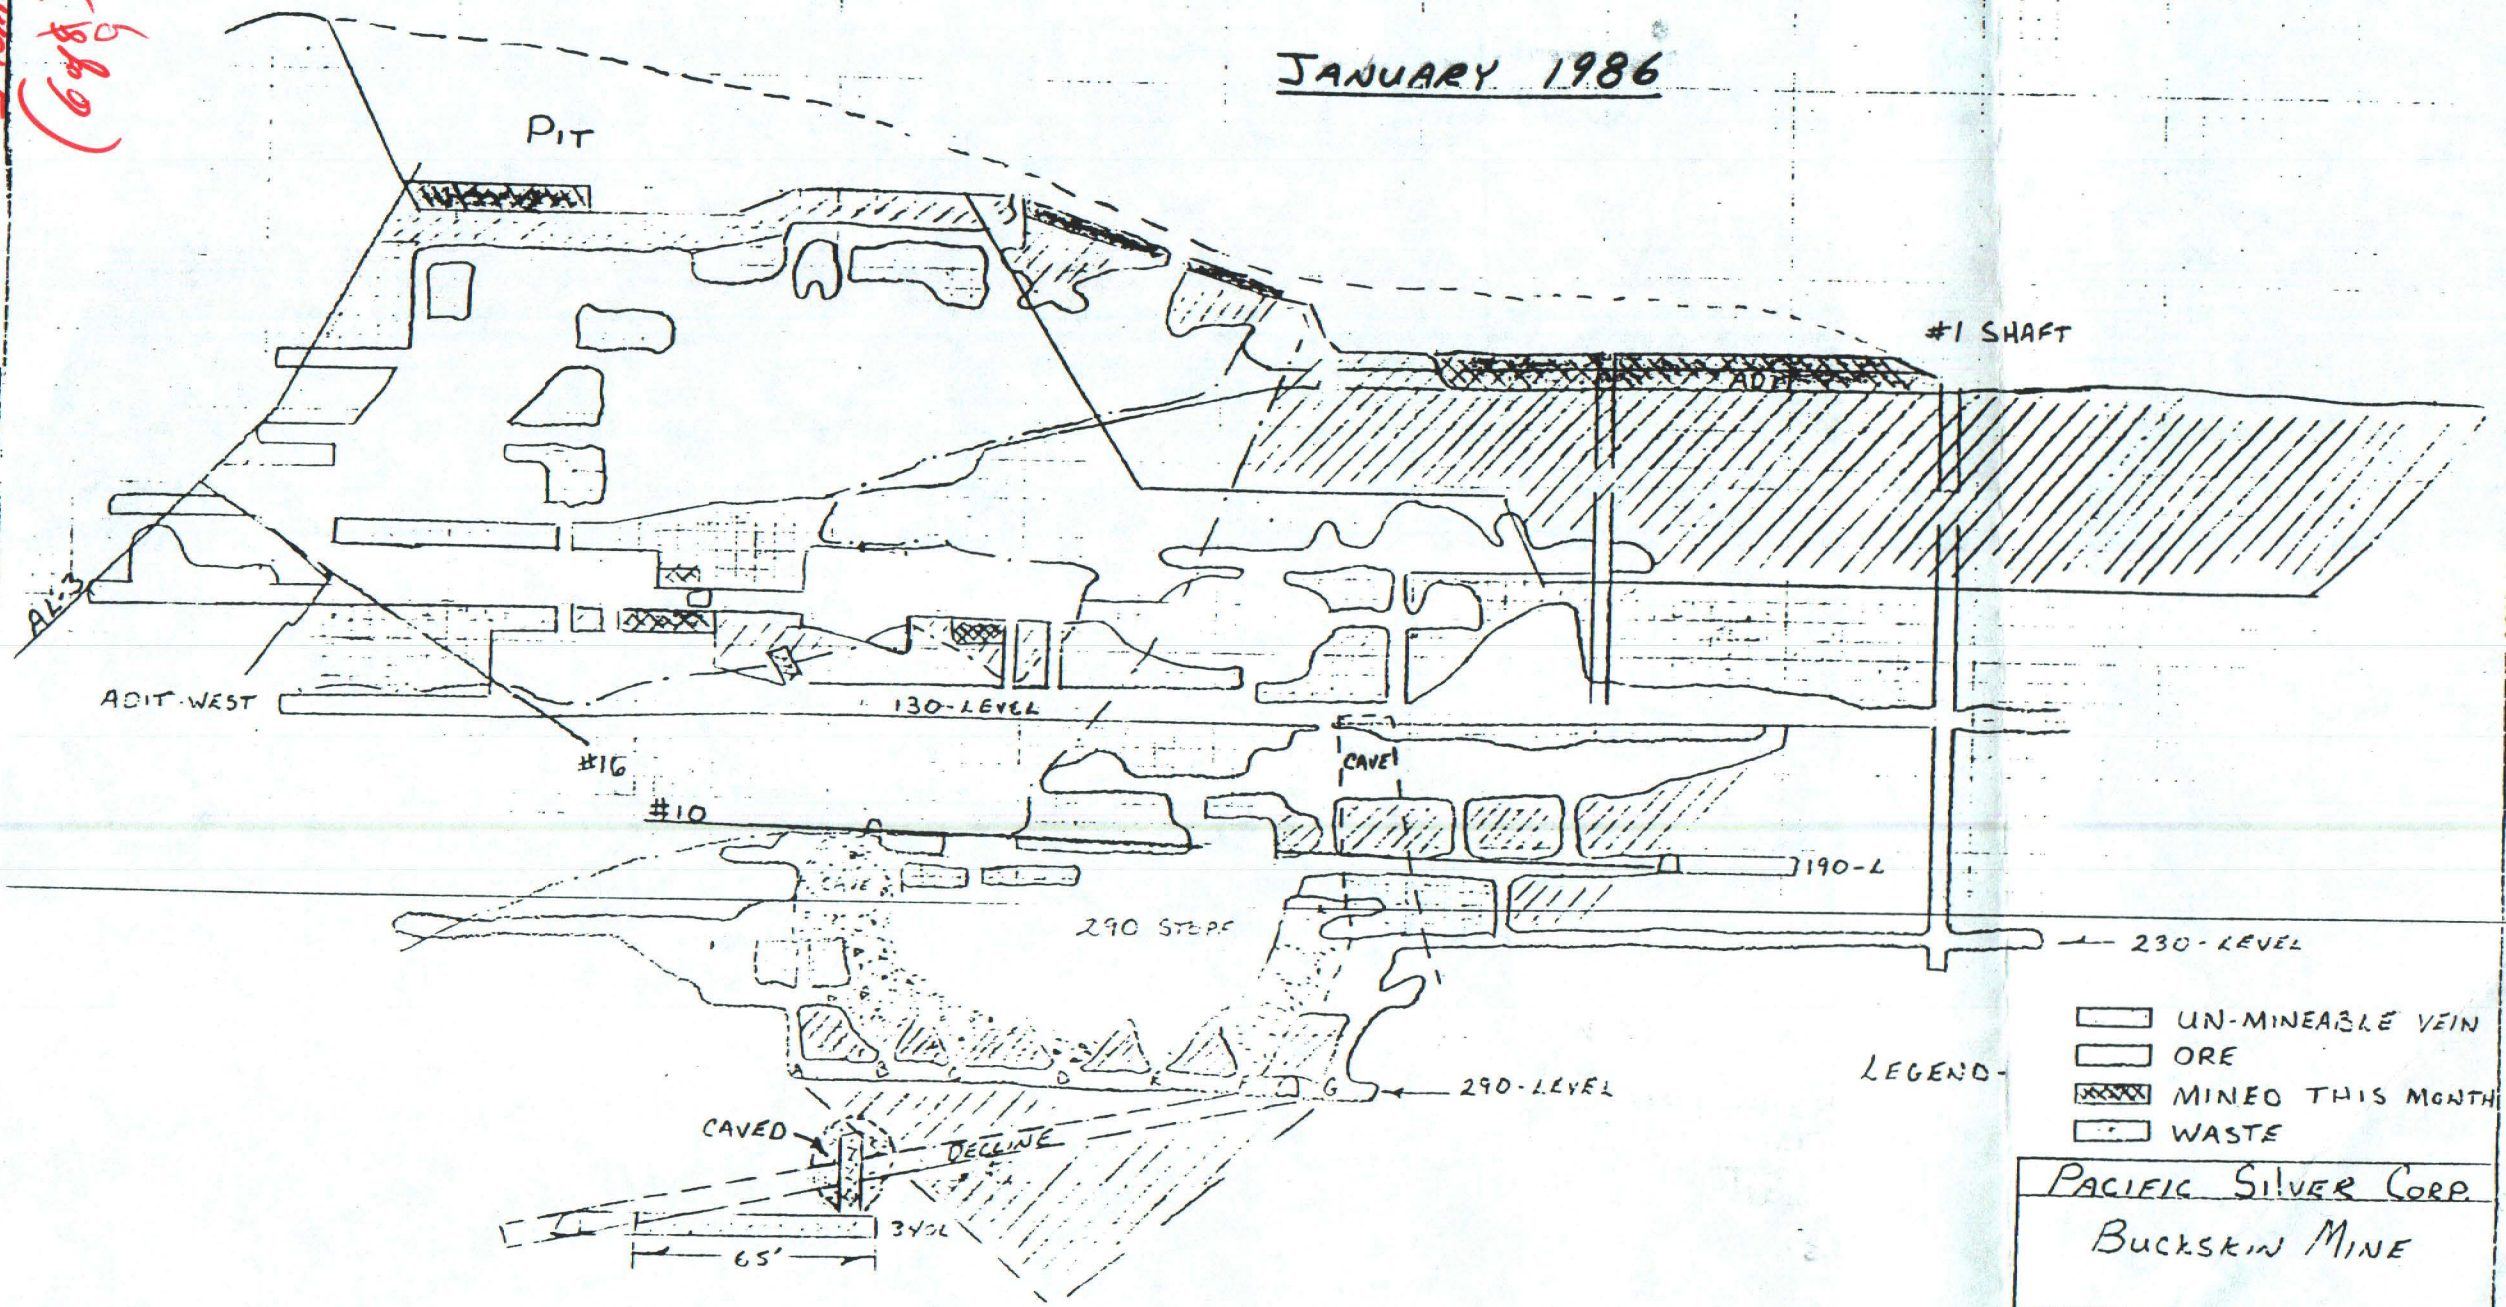 JANUARY 1986
PIT
#1 SHAFT
ADIT
AL-3
ADIT-WEST
130-LEVEL
#16
CAVE
#10
190-L
CAVE
290 STOPE
230-LEVEL
A B C D E F G
290-LEVEL
CAVED
DECLINE
340L
65'
LEGEND-
UN-MINEABLE VEIN
ORE
MINED THIS MONTH
WASTE
PACIFIC SILVER CORP.
BUCKSKIN MINE